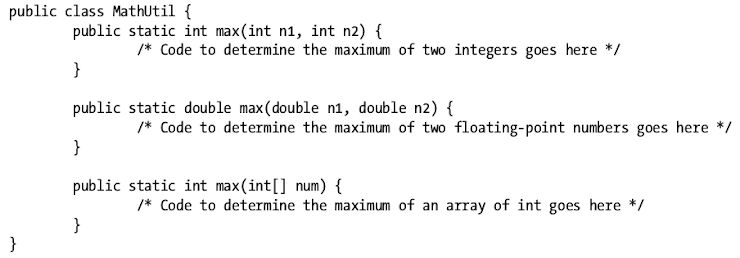 public class MathUtil {
public static int max(int n1, int n2) {
/* Code to determine the maximum of two integers goes here */
}
public static double max(double n1, double n2) {
/* Code to determine the maximum of two floating-point numbers goes here */
}
public static int max(int[] num) {
/* Code to determine the maximum of an array of int goes here */
}
}